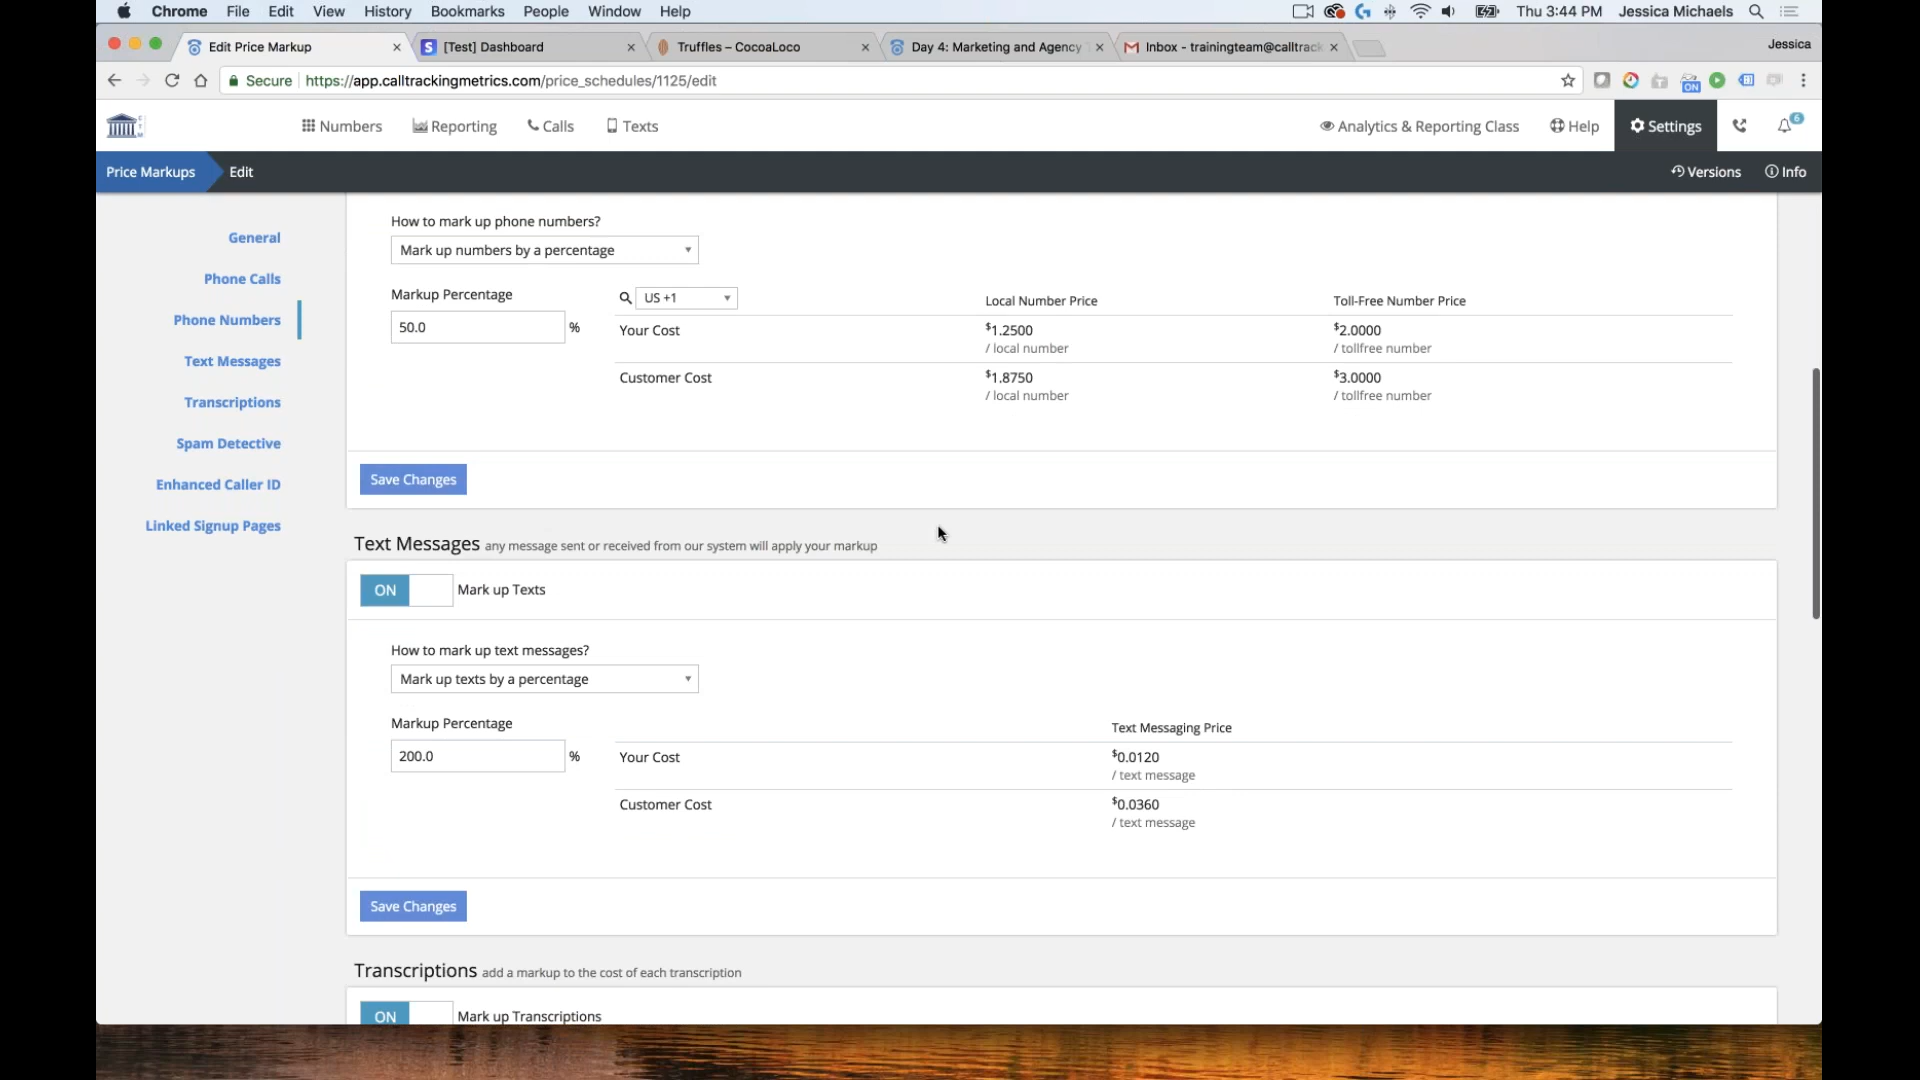 Chrome File Edit View History Bookmarks People Window Help Thu 3:44 PM Jessica Michaels
Edit Price Markup [Test] Dashboard Truffles – CocoaLoco Day 4: Marketing and Agency Inbox - trainingteam@calltrack Jessica
Secure https://app.calltrackingmetrics.com/price_schedules/1125/edit ON
Numbers Reporting Calls Texts Analytics & Reporting Class Help Settings 6
Price Markups Edit Versions Info
General
Phone Calls
Phone Numbers
Text Messages
Transcriptions
Spam Detective
Enhanced Caller ID
Linked Signup Pages
How to mark up phone numbers?
Mark up numbers by a percentage
Markup Percentage US +1 Local Number Price Toll-Free Number Price
50.0 % Your Cost $1.2500 $2.0000
/ local number / tollfree number
Customer Cost $1.8750 $3.0000
/ local number / tollfree number
Save Changes
Text Messages any message sent or received from our system will apply your markup
ON Mark up Texts
How to mark up text messages?
Mark up texts by a percentage
Markup Percentage Text Messaging Price
200.0 % Your Cost $0.0120
/ text message
Customer Cost $0.0360
/ text message
Save Changes
Transcriptions add a markup to the cost of each transcription
ON Mark up Transcriptions